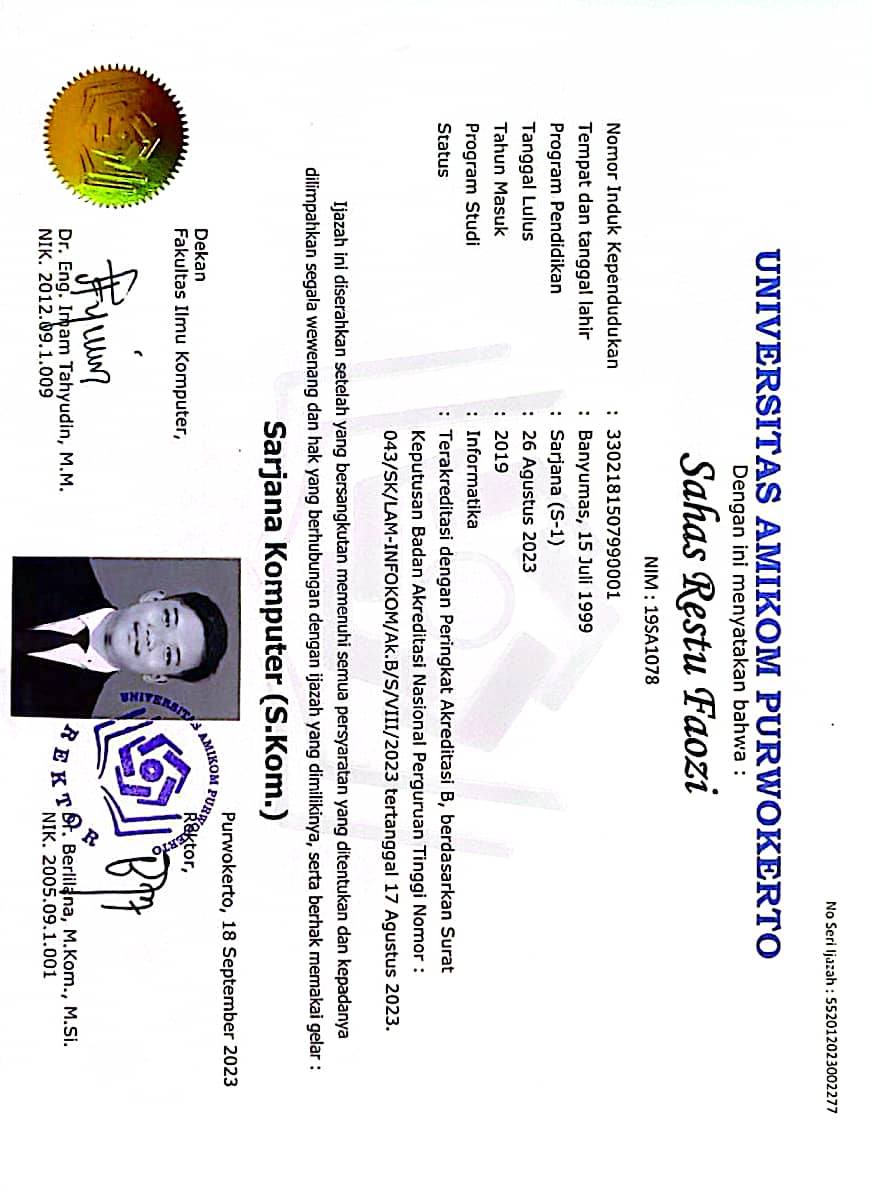 No Seri Ijazah : 552012023002277
UNIVERSITAS AMIKOM PURWOKERTO
Dengan ini menyatakan bahwa :
Sahas Restu Faozi
NIM : 19SA1078
Nomor Induk Kependudukan : 3302181507990001
Tempat dan tanggal lahir : Banyumas, 15 Juli 1999
Program Pendidikan : Sarjana (S-1)
Tanggal Lulus : 26 Agustus 2023
Tahun Masuk : 2019
Program Studi : Informatika
Status : Terakreditasi dengan Peringkat Akreditasi B, berdasarkan Surat
Keputusan Badan Akreditasi Nasional Perguruan Tinggi Nomor :
043/SK/LAM-INFOKOM/Ak.B/S/VIII/2023 tertanggal 17 Agustus 2023.
Ijazah ini diserahkan setelah yang bersangkutan memenuhi semua persyaratan yang ditentukan dan kepadanya
dilimpahkan segala wewenang dan hak yang berhubungan dengan ijazah yang dimilikinya, serta berhak memakai gelar :
Sarjana Komputer (S.Kom.)
Purwokerto, 18 September 2023
Dekan
Fakultas Ilmu Komputer,
Rektor,
UNIVERSITAS AMIKOM PURWOKERTO
REKTOR
Dr. Eng. Imam Tahyudin, M.M.
NIK. 2012.09.1.009
Dr. Berlilana, M.Kom., M.Si.
NIK. 2005.09.1.001